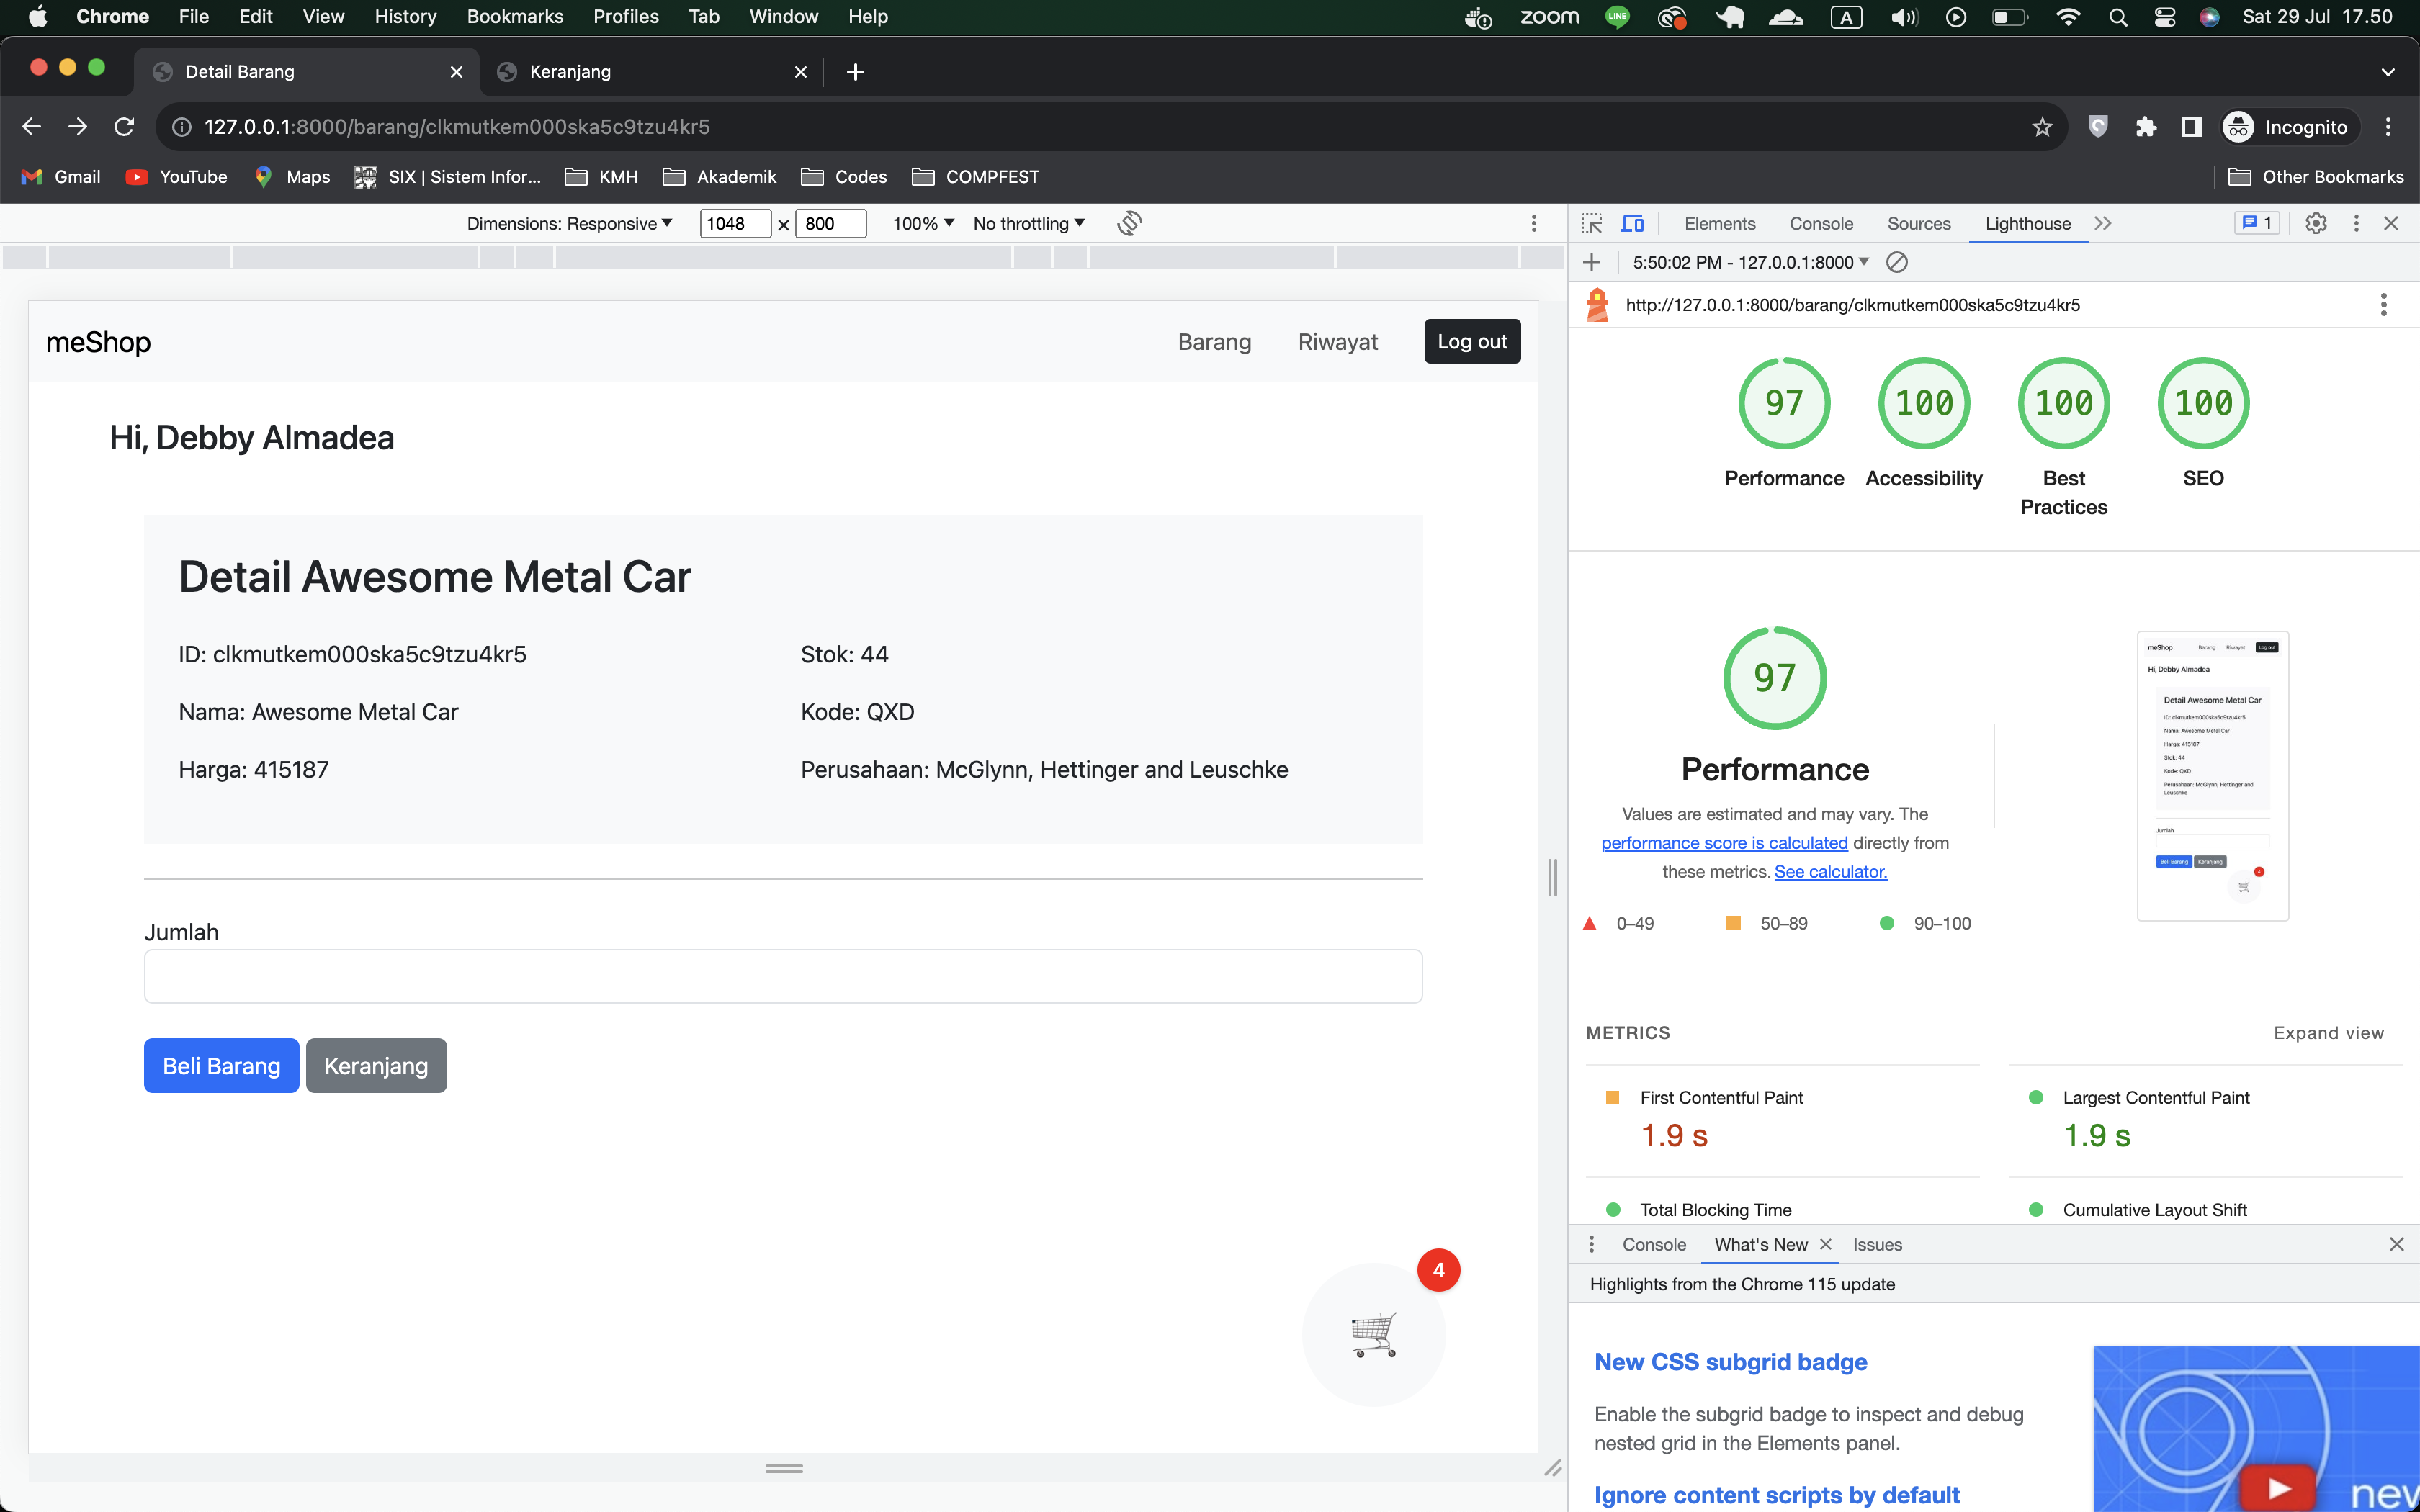 Chrome File Edit View History Bookmarks Profiles Tab Window Help zoom LINE A Sat 29 Jul 17.50
Detail Barang Keranjang
127.0.0.1:8000/barang/clkmutkem000ska5c9tzu4kr5 Incognito
Gmail YouTube Maps SIX | Sistem Infor... KMH Akademik Codes COMPFEST Other Bookmarks
Dimensions: Responsive 1048 × 800 100% No throttling
Elements Console Sources Lighthouse 1
5:50:02 PM - 127.0.0.1:8000
http://127.0.0.1:8000/barang/clkmutkem000ska5c9tzu4kr5
meShop Barang Riwayat Log out
Hi, Debby Almadea
Detail Awesome Metal Car
ID: clkmutkem000ska5c9tzu4kr5 Stok: 44
Nama: Awesome Metal Car Kode: QXD
Harga: 415187 Perusahaan: McGlynn, Hettinger and Leuschke
Jumlah
Beli Barang Keranjang
4
97 100 100 100
Performance Accessibility Best Practices SEO
97
Performance
Values are estimated and may vary. The
performance score is calculated directly from
these metrics. See calculator.
0–49 50–89 90–100
meShop Barang Riwayat Log out
Hi, Debby Almadea
Detail Awesome Metal Car
ID: clkmutkem000ska5c9tzu4kr5
Nama: Awesome Metal Car
Harga: 415187
Stok: 44
Kode: QXD
Perusahaan: McGlynn, Hettinger and
Leuschke
Jumlah
Beli Barang Keranjang
METRICS Expand view
First Contentful Paint Largest Contentful Paint
1.9 s 1.9 s
Total Blocking Time Cumulative Layout Shift
Console What's New Issues
Highlights from the Chrome 115 update
New CSS subgrid badge
Enable the subgrid badge to inspect and debug
nested grid in the Elements panel.
Ignore content scripts by default
new